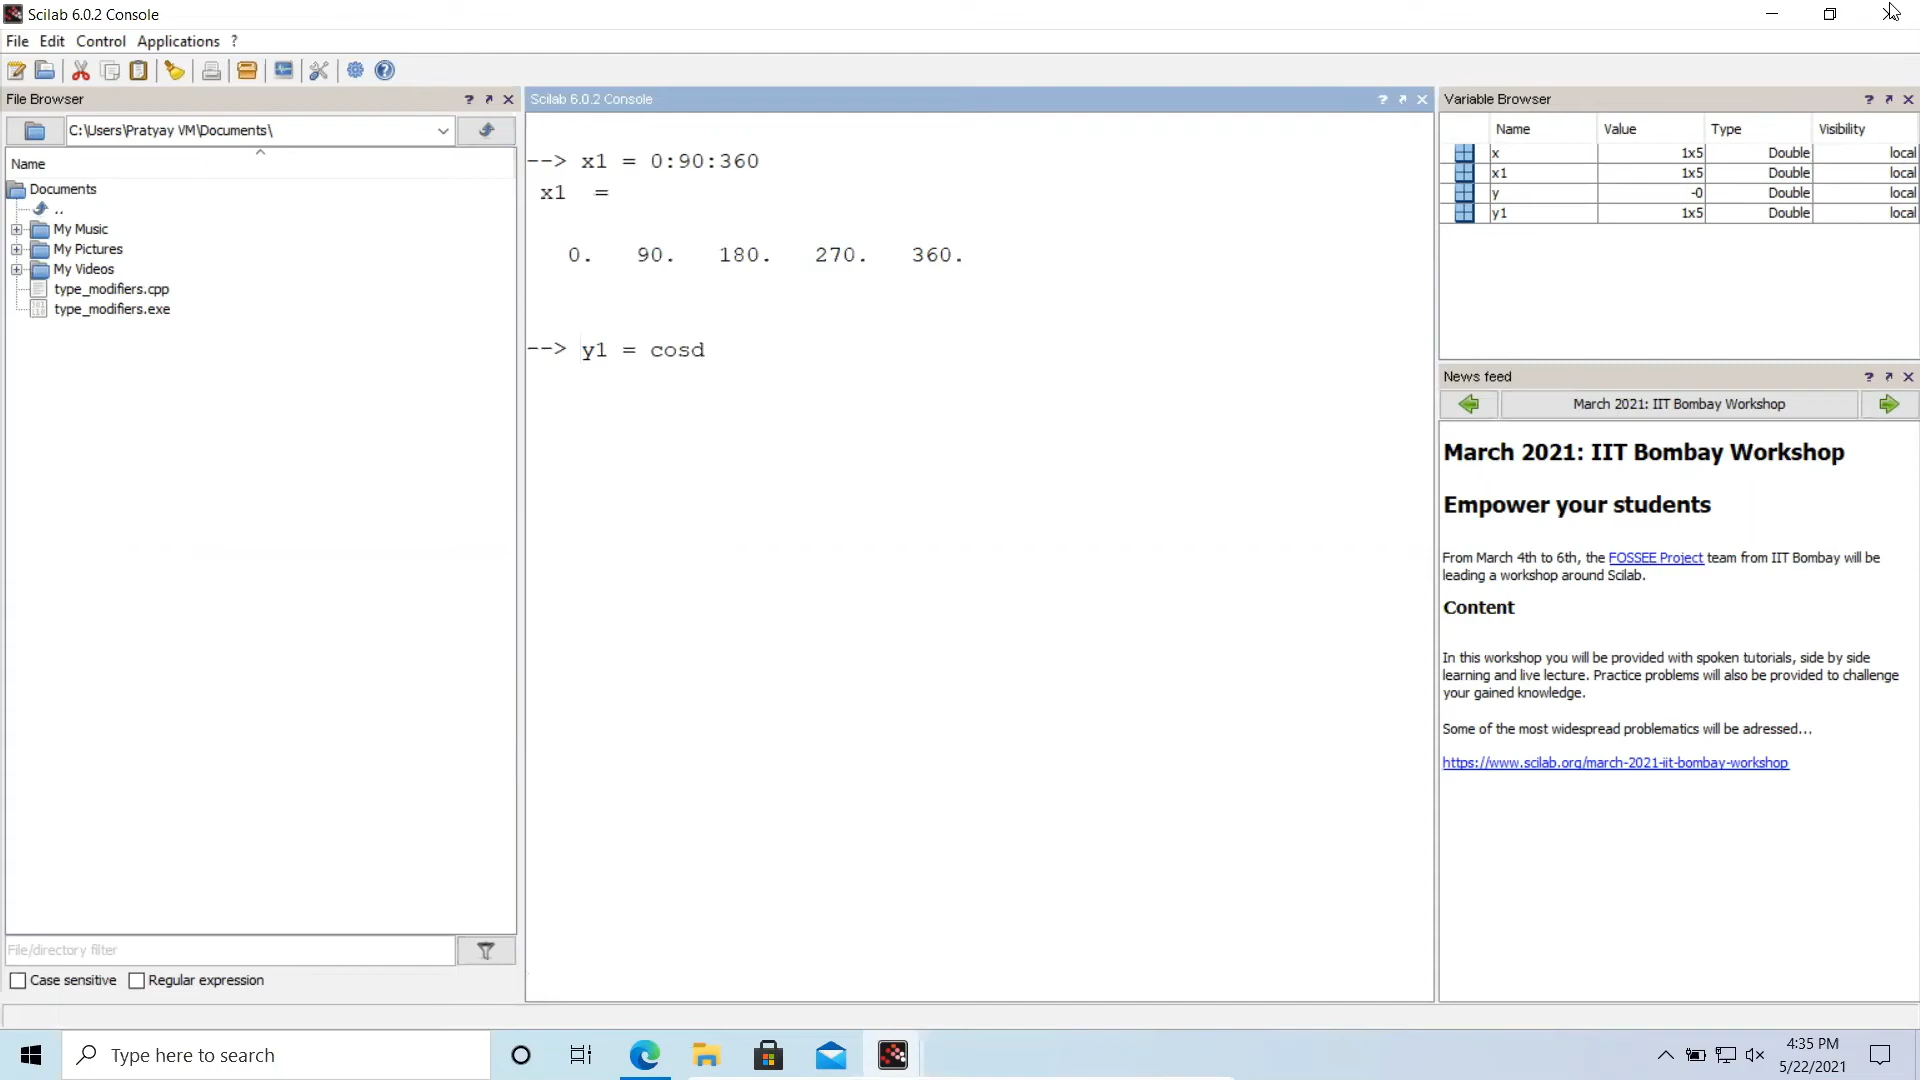 Scilab 6.0.2 Console
File Edit Control Applications ?
File Browser
C:\Users\Pratyay VM\Documents\
Name
Documents
..
My Music
My Pictures
My Videos
type_modifiers.cpp
type_modifiers.exe
File/directory filter
Case sensitive Regular expression
Scilab 6.0.2 Console
--> x1 = 0:90:360
x1 =
0. 90. 180. 270. 360.
--> y1 = cosd
Variable Browser
Name Value Type Visibility
x 1x5 Double local
x1 1x5 Double local
y -0 Double local
y1 1x5 Double local
News feed
March 2021: IIT Bombay Workshop
March 2021: IIT Bombay Workshop
Empower your students
From March 4th to 6th, the FOSSEE Project team from IIT Bombay will be
leading a workshop around Scilab.
Content
In this workshop you will be provided with spoken tutorials, side by side
learning and live lecture. Practice problems will also be provided to challenge
your gained knowledge.
Some of the most widespread problematics will be adressed...
https://www.scilab.org/march-2021-iit-bombay-workshop
Type here to search
4:35 PM
5/22/2021